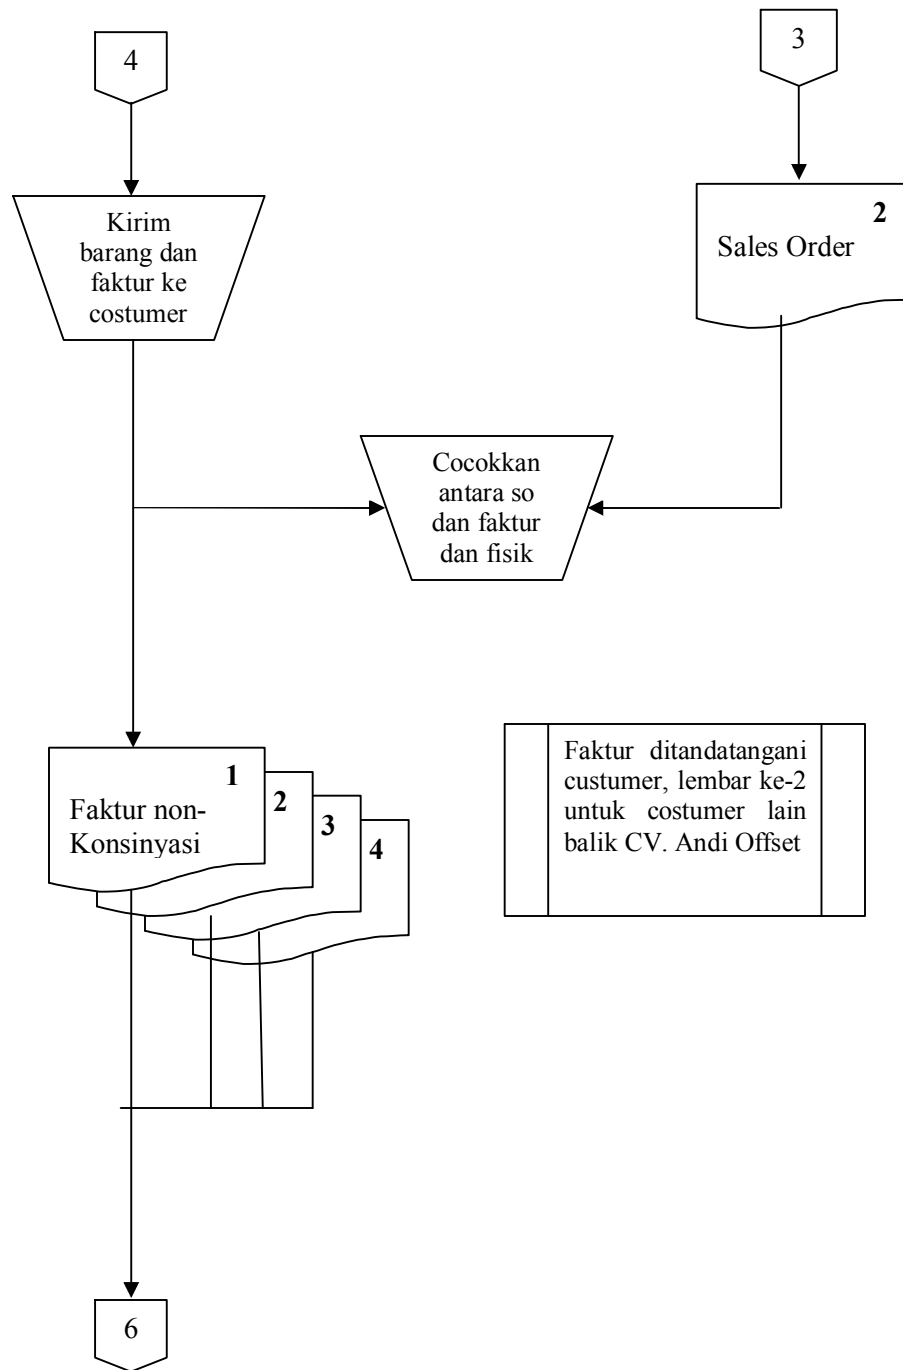 4
3
Kirim
barang dan
faktur ke
costumer
2
Sales Order
Cocokkan
antara so
dan faktur
dan fisik
1
Faktur non-
Konsinyasi
2
3
4
Faktur ditandatangani
custumer, lembar ke-2
untuk costumer lain
balik CV. Andi Offset
6